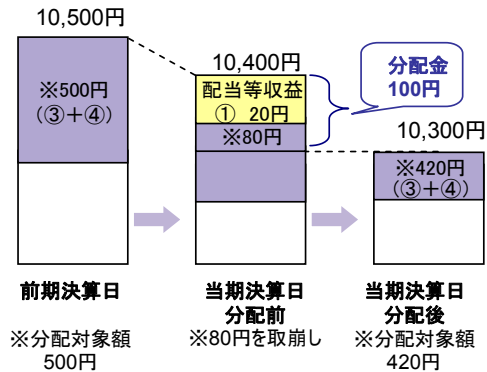 10,500円
※500円
(③+④)
前期決算日
※分配対象額
500円
10,400円
配当等収益
① 20円
※80円
当期決算日
分配前
※80円を取崩し
分配金
100円
10,300円
※420円
(③+④)
当期決算日
分配後
※分配対象額
420円